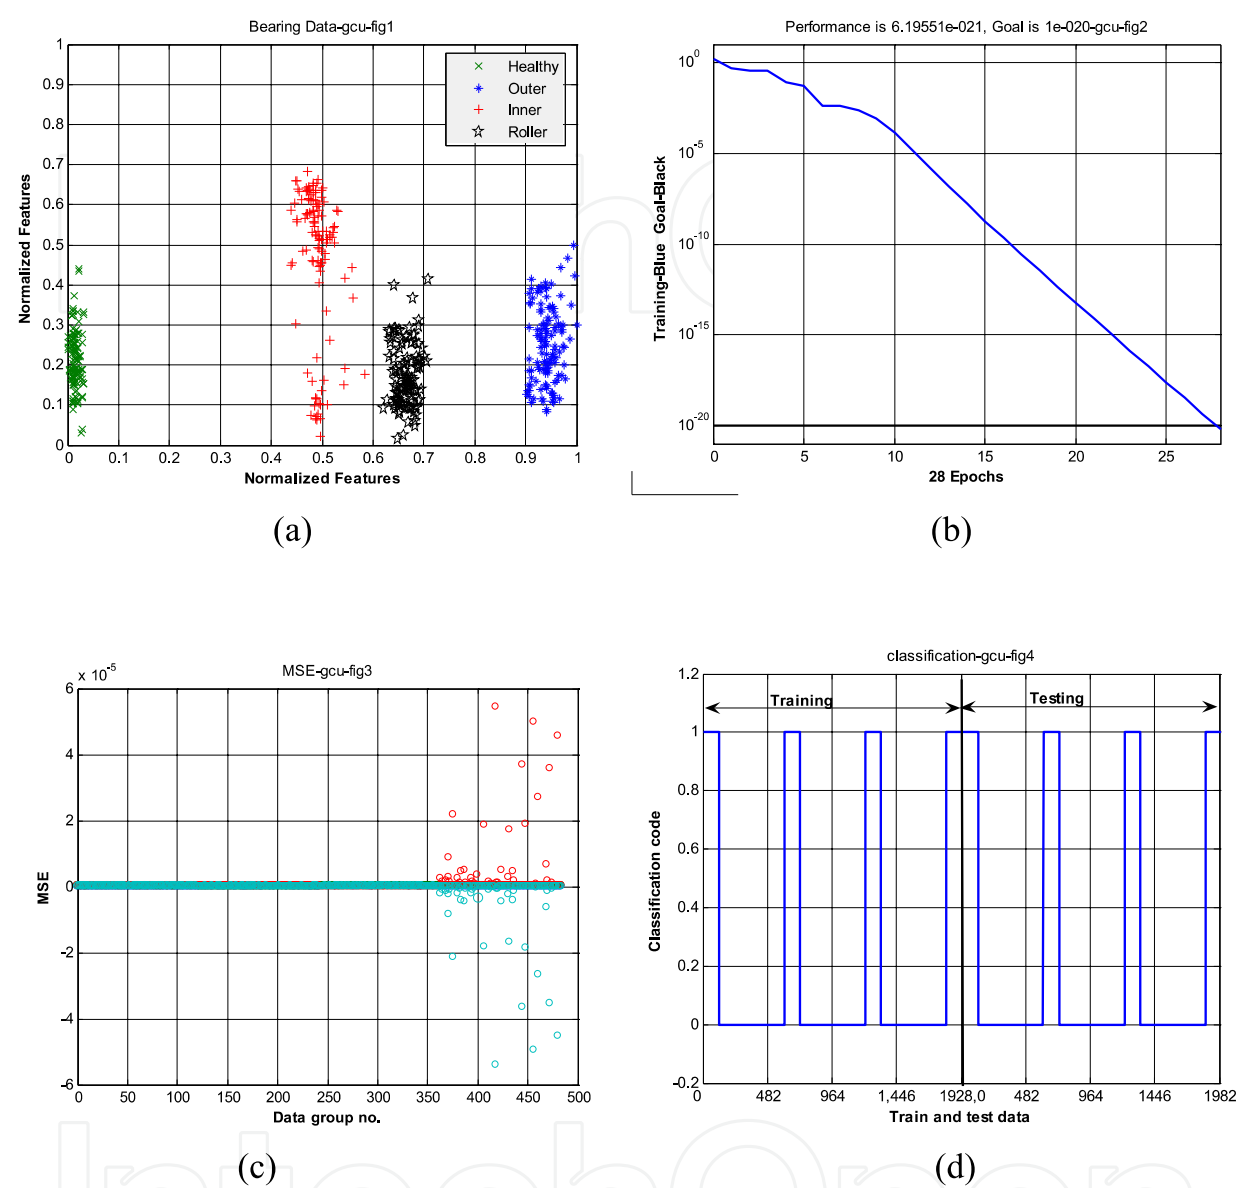 Bearing Data-gcu-fig1
1
0.9
0.8
0.7
0.6
0.5
0.4
0.3
0.2
0.1
0
Normalized Features
Healthy
Outer
Inner
Roller
0 0.1 0.2 0.3 0.4 0.5 0.6 0.7 0.8 0.9 1
Normalized Features
(a)
Performance is 6.19551e-021, Goal is 1e-020-gcu-fig2
10^0
10^-5
10^-10
10^-15
10^-20
Training-Blue Goal-Black
0 5 10 15 20 25
28 Epochs
(b)
MSE-gcu-fig3
x 10^-5
6
4
2
0
-2
-4
-6
MSE
0 50 100 150 200 250 300 350 400 450 500
Data group no.
(c)
classification-gcu-fig4
1.2
1
0.8
0.6
0.4
0.2
0
-0.2
Classification code
Training
Testing
0 482 964 1,446 1928,0 482 964 1446 1982
Train and test data
(d)
IntechOpen